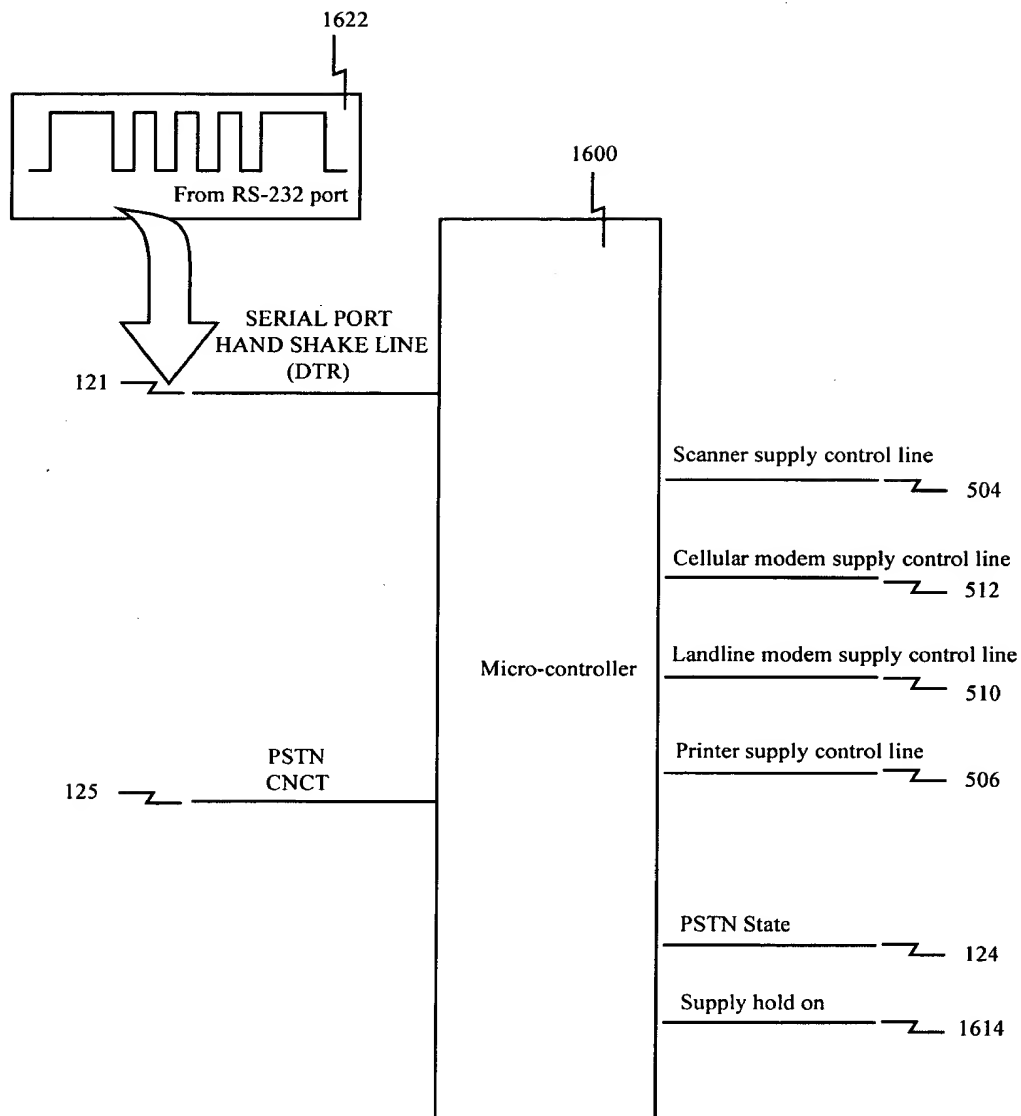 1622
From RS-232 port
1600
SERIAL PORT
HAND SHAKE LINE
(DTR)
121
Scanner supply control line
504
Cellular modem supply control line
512
Micro-controller
Landline modem supply control line
510
PSTN
CNCT
125
Printer supply control line
506
PSTN State
124
Supply hold on
1614